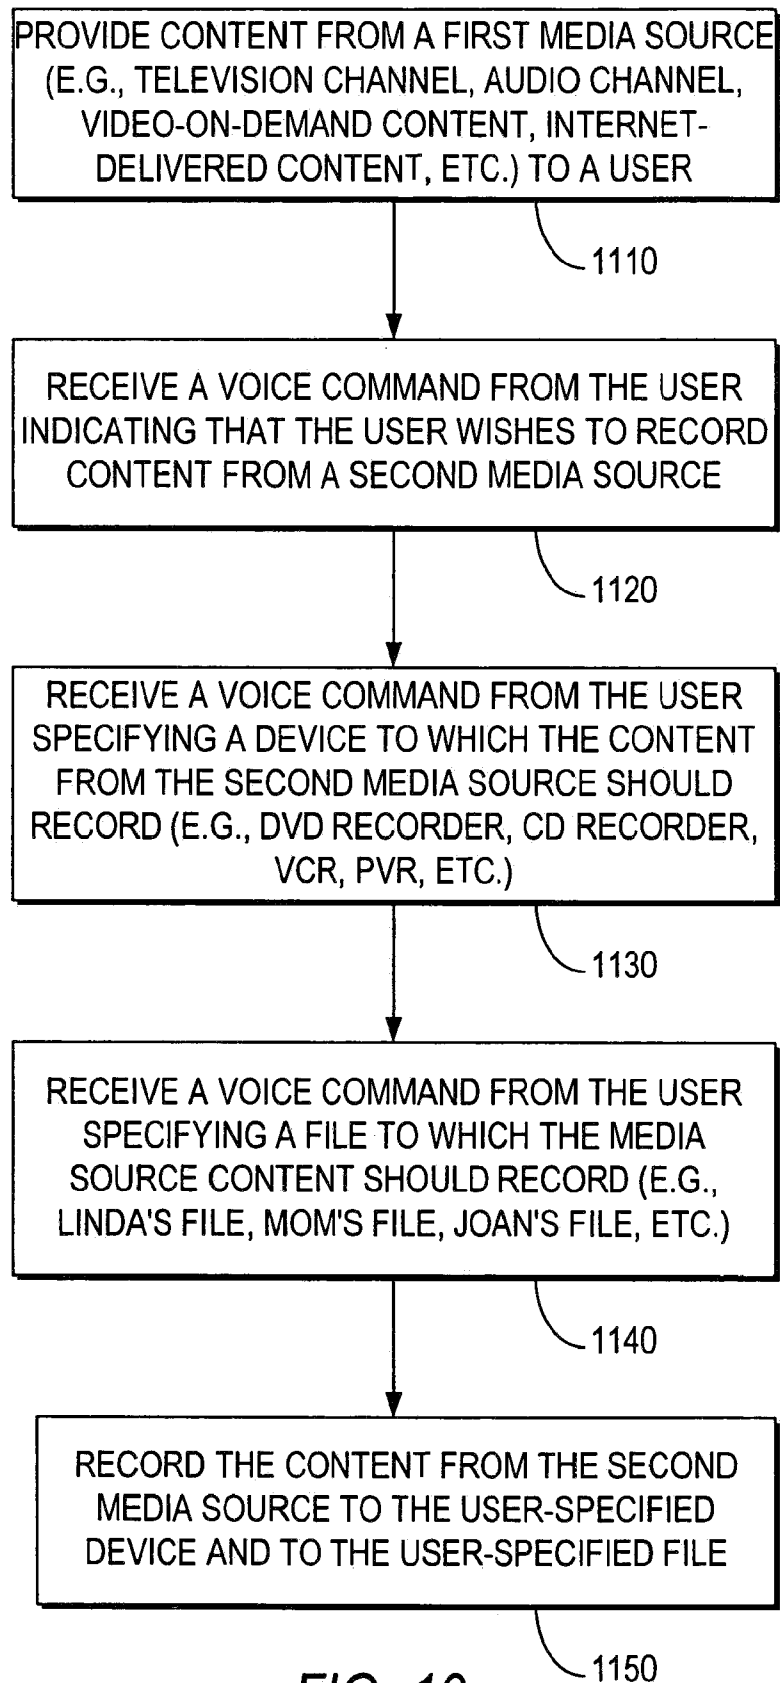 PROVIDE CONTENT FROM A FIRST MEDIA SOURCE
(E.G., TELEVISION CHANNEL, AUDIO CHANNEL,
VIDEO-ON-DEMAND CONTENT, INTERNET-
DELIVERED CONTENT, ETC.) TO A USER
1110
RECEIVE A VOICE COMMAND FROM THE USER
INDICATING THAT THE USER WISHES TO RECORD
CONTENT FROM A SECOND MEDIA SOURCE
1120
RECEIVE A VOICE COMMAND FROM THE USER
SPECIFYING A DEVICE TO WHICH THE CONTENT
FROM THE SECOND MEDIA SOURCE SHOULD
RECORD (E.G., DVD RECORDER, CD RECORDER,
VCR, PVR, ETC.)
1130
RECEIVE A VOICE COMMAND FROM THE USER
SPECIFYING A FILE TO WHICH THE MEDIA
SOURCE CONTENT SHOULD RECORD (E.G.,
LINDA'S FILE, MOM'S FILE, JOAN'S FILE, ETC.)
1140
RECORD THE CONTENT FROM THE SECOND
MEDIA SOURCE TO THE USER-SPECIFIED
DEVICE AND TO THE USER-SPECIFIED FILE
1150
FIG.